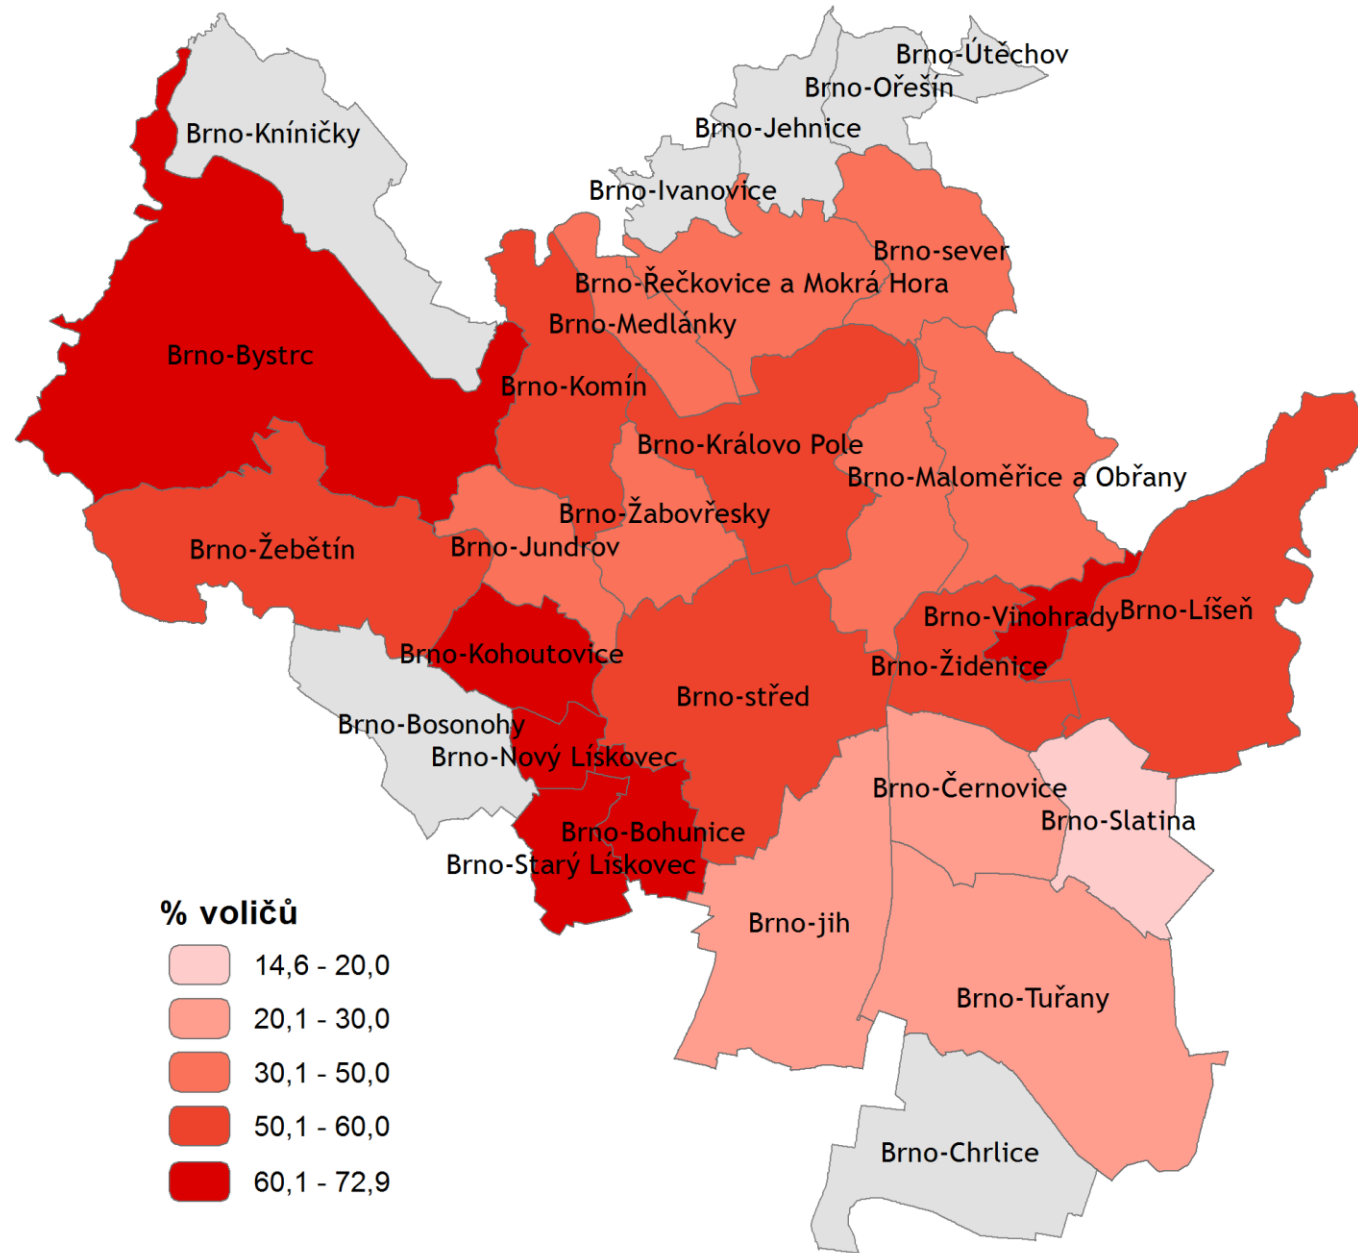 Brno-Útěchov
Brno-Ořešín
Brno-Jehnice
Brno-Kníničky
Brno-Ivanovice
Brno-sever
Brno-Řečkovice a Mokrá Hora
Brno-Medlánky
Brno-Bystrc
Brno-Komín
Brno-Královo Pole
Brno-Maloměřice a Obřany
Brno-Žabovřesky
Brno-Jundrov
Brno-Žebětín
Brno-Líšeň
Brno-Vinohrady
Brno-Kohoutovice
Brno-Židenice
Brno-střed
Brno-Bosonohy
Brno-Nový Lískovec
Brno-Černovice
Brno-Slatina
Brno-Bohunice
Brno-Starý Lískovec
Brno-jih
Brno-Tuřany
Brno-Chrlice
% voličů
14,6 - 20,0
20,1 - 30,0
30,1 - 50,0
50,1 - 60,0
60,1 - 72,9